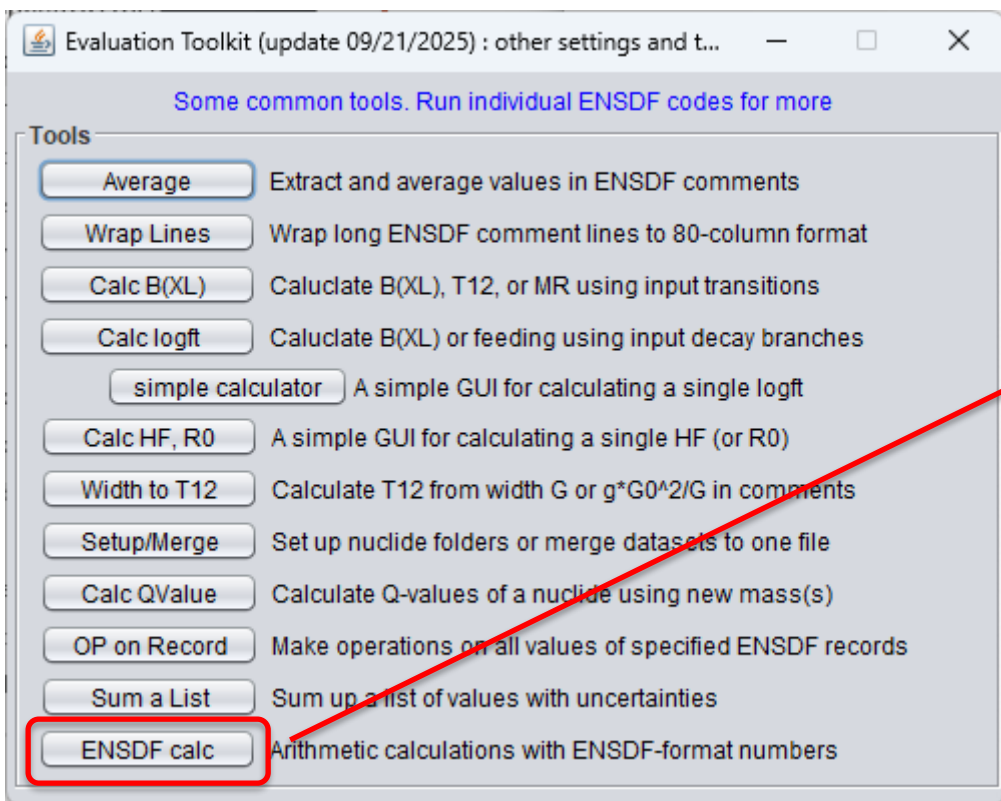 Evaluation Toolkit (update 09/21/2025) : other settings and t...
Some common tools. Run individual ENSDF codes for more
Tools
Average Extract and average values in ENSDF comments
Wrap Lines Wrap long ENSDF comment lines to 80-column format
Calc B(XL) Caluclate B(XL), T12, or MR using input transitions
Calc logft Caluclate B(XL) or feeding using input decay branches
simple calculator A simple GUI for calculating a single logft
Calc HF, R0 A simple GUI for calculating a single HF (or R0)
Width to T12 Calculate T12 from width G or g*G0^2/G in comments
Setup/Merge Set up nuclide folders or merge datasets to one file
Calc QValue Calculate Q-values of a nuclide using new mass(s)
OP on Record Make operations on all values of specified ENSDF records
Sum a List Sum up a list of values with uncertainties
ENSDF calc Arithmetic calculations with ENSDF-format numbers